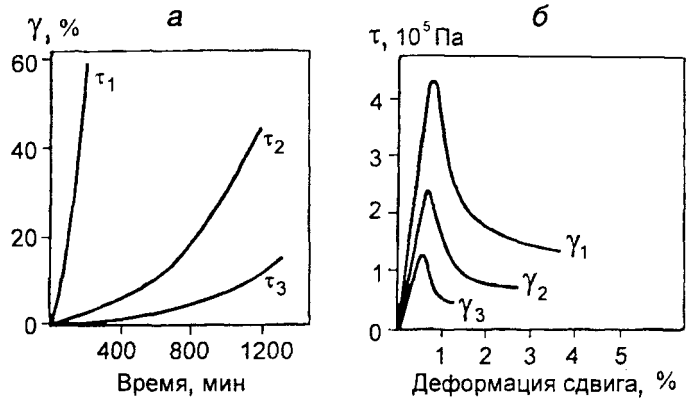 а
γ, %
60
40
20
0
400
800
1200
τ₁
τ₂
τ₃
Время, мин
б
τ, 10⁵ Па
4
3
2
1
0
1
2
3
4
5
γ₁
γ₂
γ₃
Деформация сдвига, %